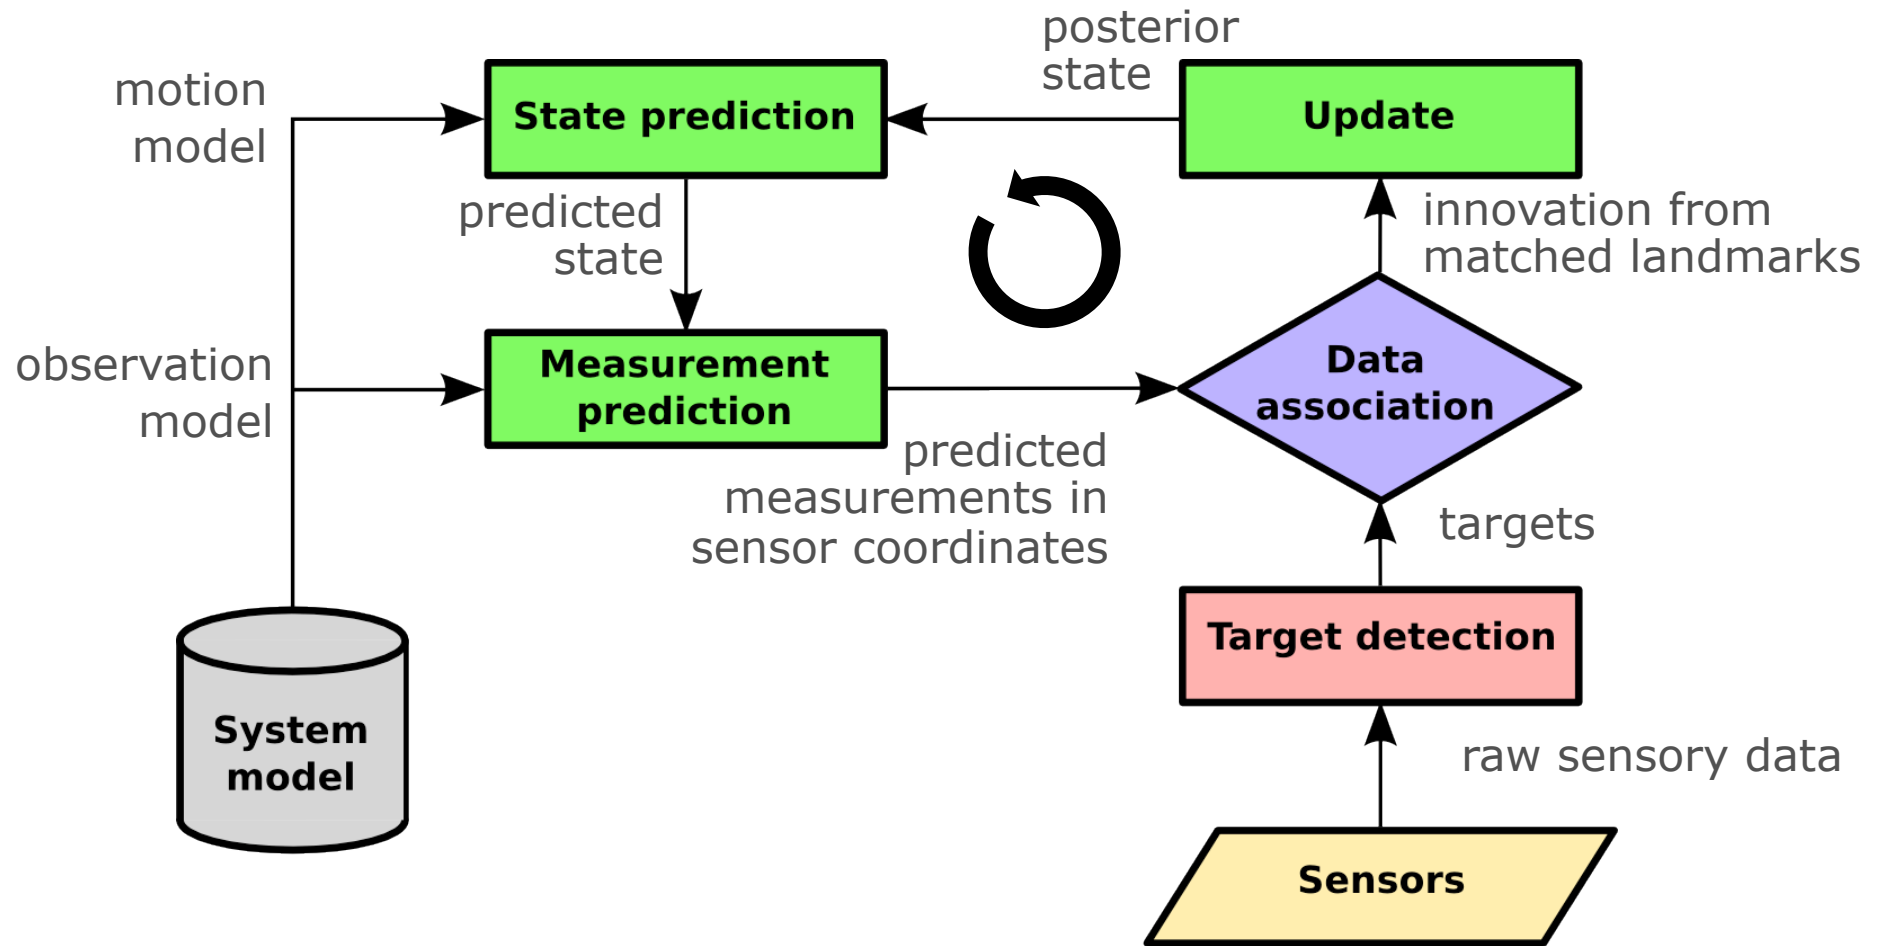 posterior
state
motion
model
State prediction
Update
predicted
state
innovation from
matched landmarks
observation
model
Measurement
prediction
Data
association
predicted
measurements in
sensor coordinates
targets
Target detection
System
model
raw sensory data
Sensors